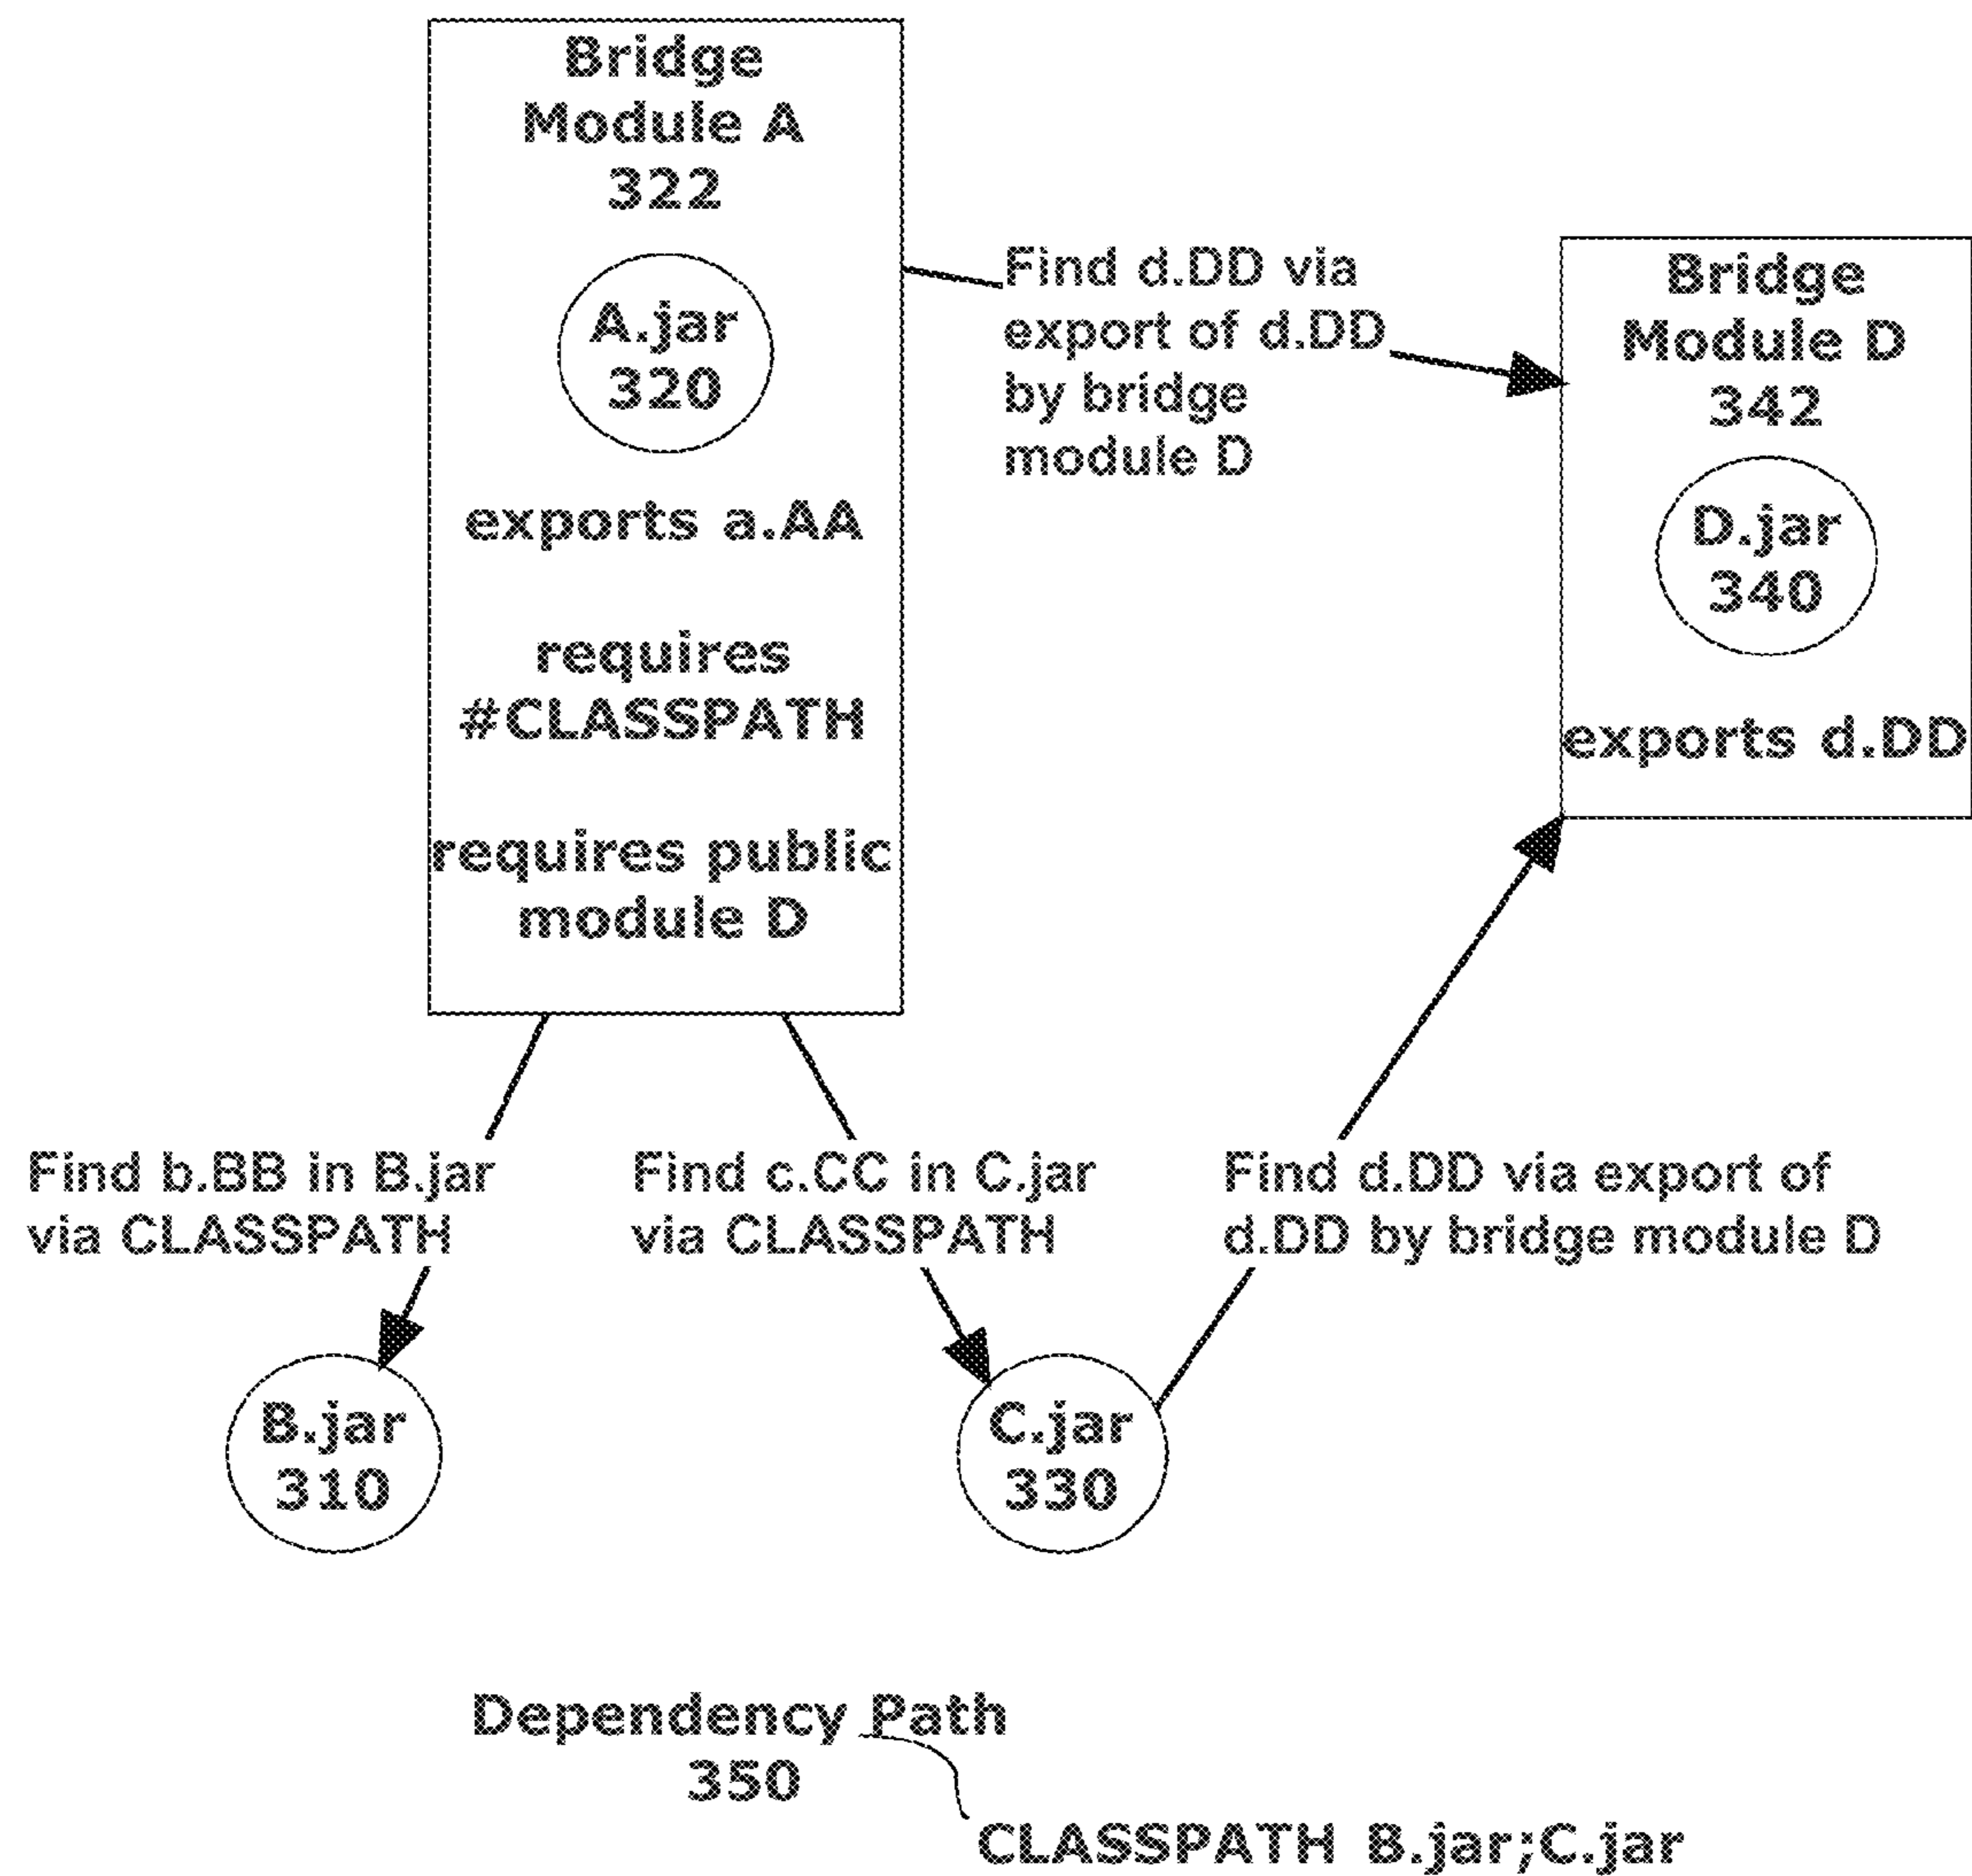 Bridge
Module A
322
A.jar
320
exports a.AA
requires
#CLASSPATH
requires public
module D
Find d.DD via
export of d.DD
by bridge
module D
Bridge
Module D
342
D.jar
340
exports d.DD
Find b.BB in B.jar
via CLASSPATH
Find c.CC in C.jar
via CLASSPATH
Find d.DD via export of
d.DD by bridge module D
B.jar
310
C.jar
330
Dependency Path
350
CLASSPATH B.jar;C.jar